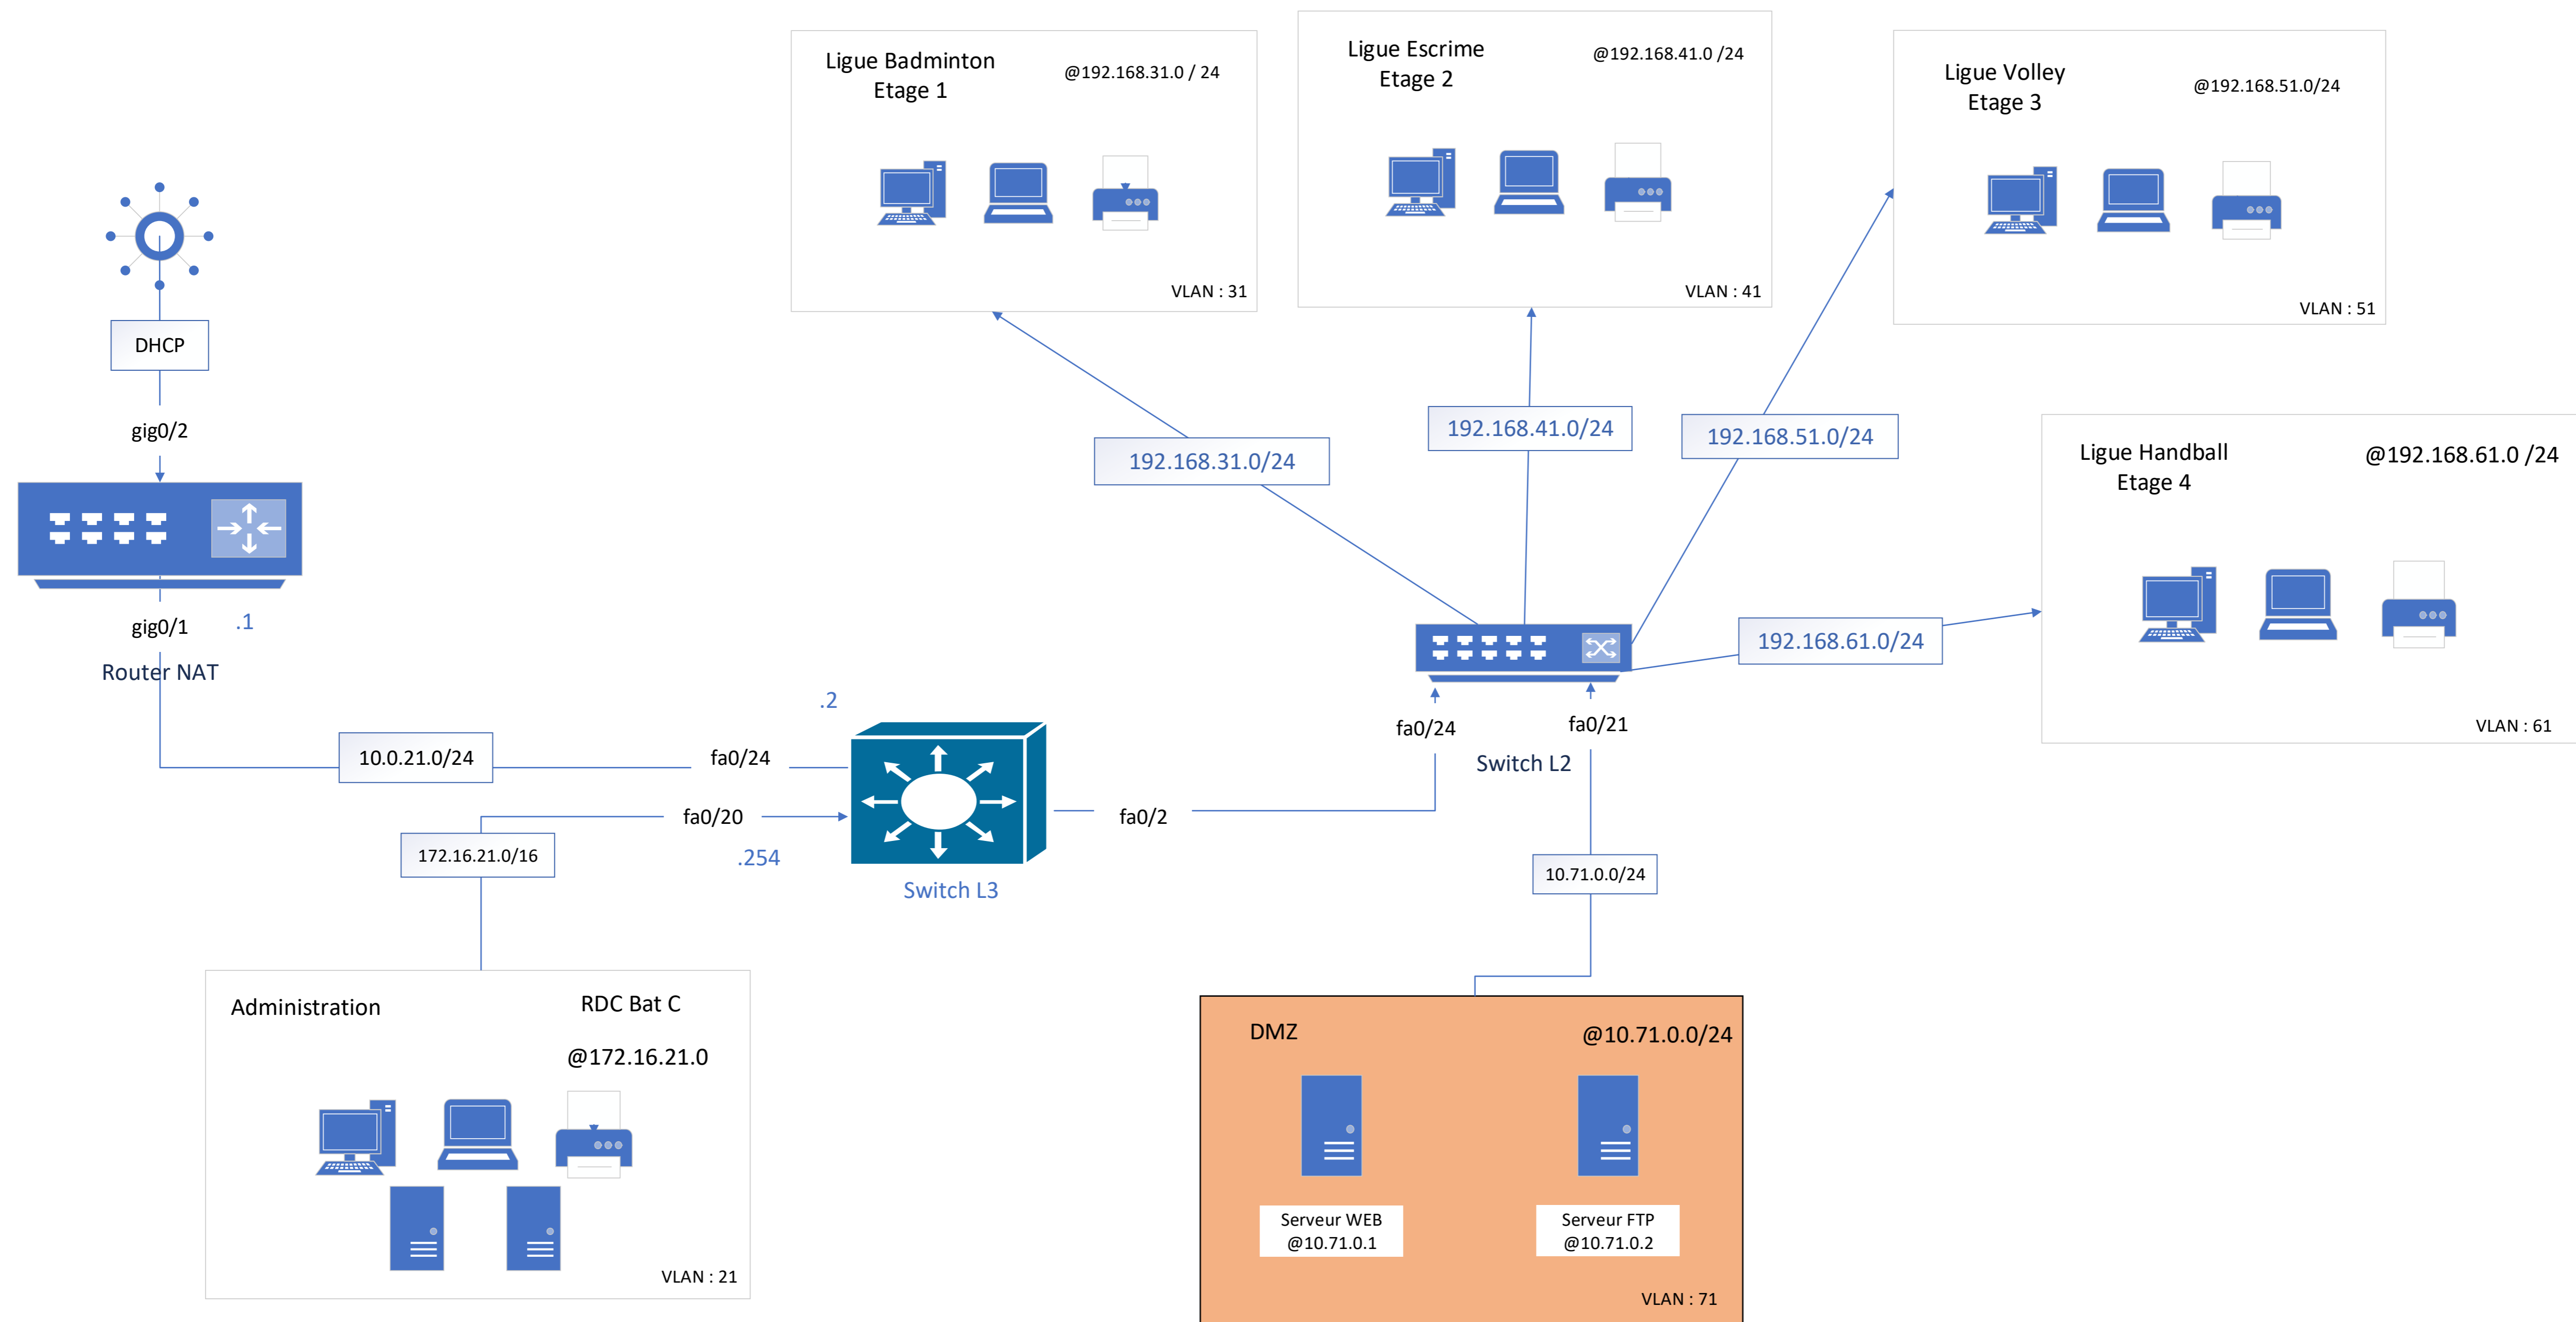 Ligue Badminton
Etage 1
@192.168.31.0 / 24
VLAN : 31
Ligue Escrime
Etage 2
@192.168.41.0 /24
VLAN : 41
Ligue Volley
Etage 3
@192.168.51.0/24
VLAN : 51
DHCP
gig0/2
gig0/1
.1
Router NAT
192.168.31.0/24
192.168.41.0/24
192.168.51.0/24
192.168.61.0/24
Ligue Handball
Etage 4
@192.168.61.0 /24
VLAN : 61
10.0.21.0/24
fa0/24
.2
fa0/20
.254
172.16.21.0/16
Switch L3
fa0/2
fa0/24
fa0/21
Switch L2
10.71.0.0/24
Administration
RDC Bat C
@172.16.21.0
VLAN : 21
DMZ
@10.71.0.0/24
Serveur WEB
@10.71.0.1
Serveur FTP
@10.71.0.2
VLAN : 71